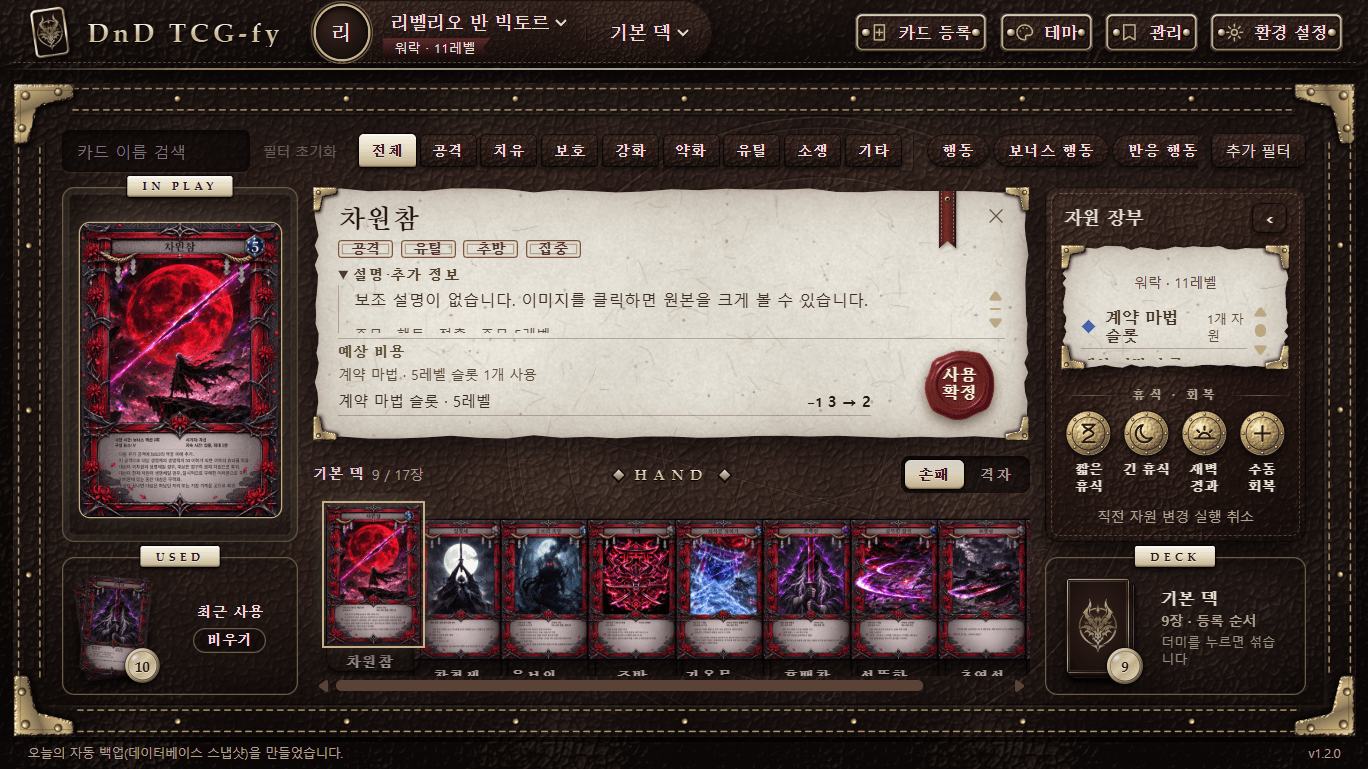 DnD TCG-fy
리
리벨리오 반 빅토르
워락 · 11레벨
기본 덱
카드 등록
테마
관리
환경 설정
카드 이름 검색
필터 초기화
전체
공격
치유
보호
강화
약화
유틸
소생
기타
행동
보너스 행동
반응 행동
추가 필터
IN PLAY
차원참
5
차원참
공격
유틸
추방
집중
▼ 설명·추가 정보
보조 설명이 없습니다. 이미지를 클릭하면 원본을 크게 볼 수 있습니다.
예상 비용
계약 마법 · 5레벨 슬롯 1개 사용
계약 마법 슬롯 · 5레벨
-1 3 → 2
사용
확정
자원 장부
<
워락 · 11레벨
계약 마법
슬롯
1개 자
원
휴식 · 회복
짧은
휴식
긴 휴식
새벽
경과
수동
회복
직전 자원 변경 실행 취소
기본 덱 9 / 17장
HAND
손패
격자
차원참
USED
최근 사용
비우기
10
DECK
기본 덱
9장 · 등록 순서
더미를 누르면 섞습
니다
9
오늘의 자동 백업(데이터베이스 스냅샷)을 만들었습니다.
v1.2.0